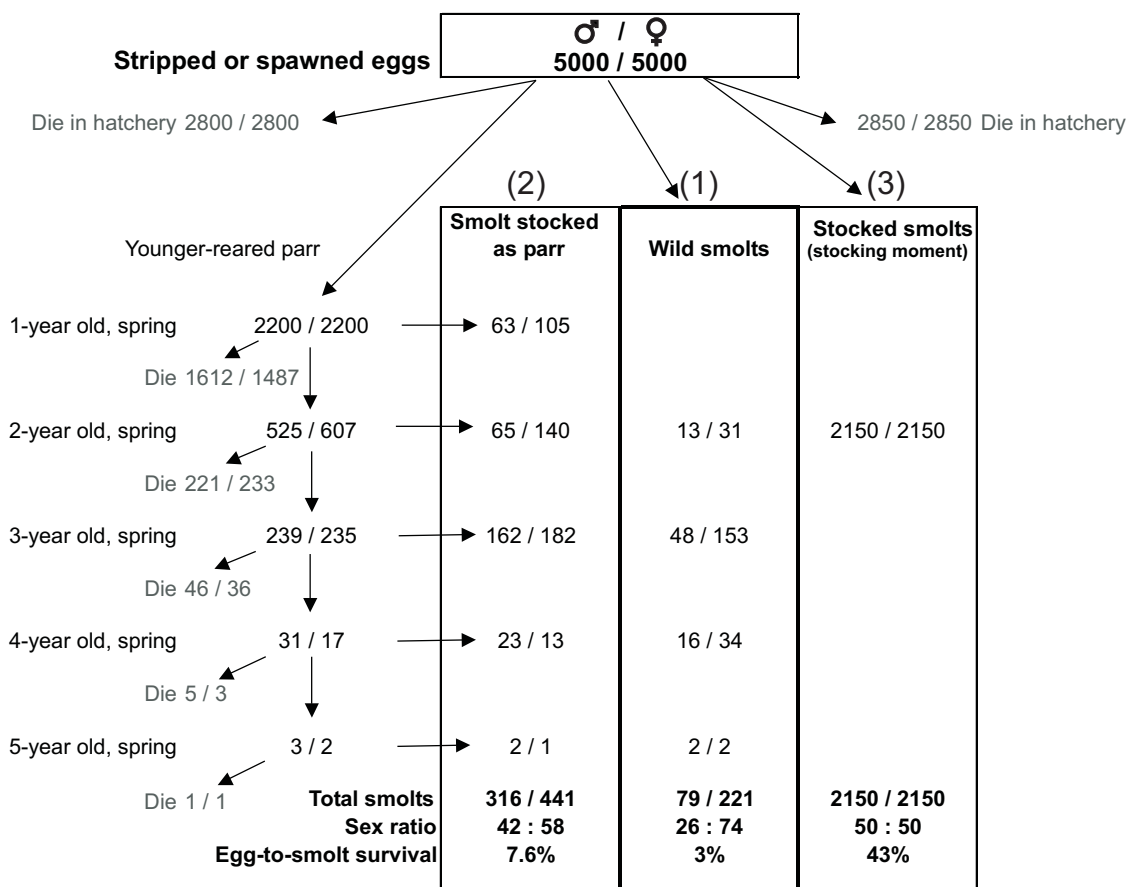 ♂ / ♀
Stripped or spawned eggs 5000 / 5000
Die in hatchery 2800 / 2800 2850 / 2850 Die in hatchery
(2) (1) (3)
Smolt stocked as parr
Wild smolts
Stocked smolts
(stocking moment)
Younger-reared parr
1-year old, spring 2200 / 2200 63 / 105
Die 1612 / 1487
2-year old, spring 525 / 607 65 / 140 13 / 31 2150 / 2150
Die 221 / 233
3-year old, spring 239 / 235 162 / 182 48 / 153
Die 46 / 36
4-year old, spring 31 / 17 23 / 13 16 / 34
Die 5 / 3
5-year old, spring 3 / 2 2 / 1 2 / 2
Die 1 / 1
Total smolts 316 / 441 79 / 221 2150 / 2150
Sex ratio 42 : 58 26 : 74 50 : 50
Egg-to-smolt survival 7.6% 3% 43%